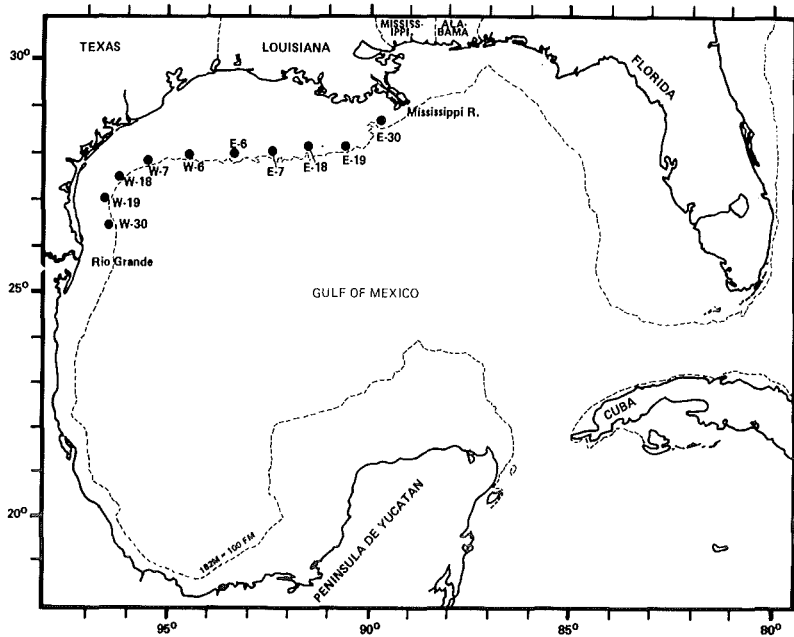 TEXAS
LOUISIANA
MISSISS-
IPPI
ALA-
BAMA
FLORIDA
30°
Mississippi R.
E-30
E-6
W-6
E-7
E-18
E-19
W-7
W-18
W-19
W-30
Rio Grande
25°
GULF OF MEXICO
CUBA
20°
182M = 100 FM
PENINSULA DE YUCATAN
95°
90°
85°
80°